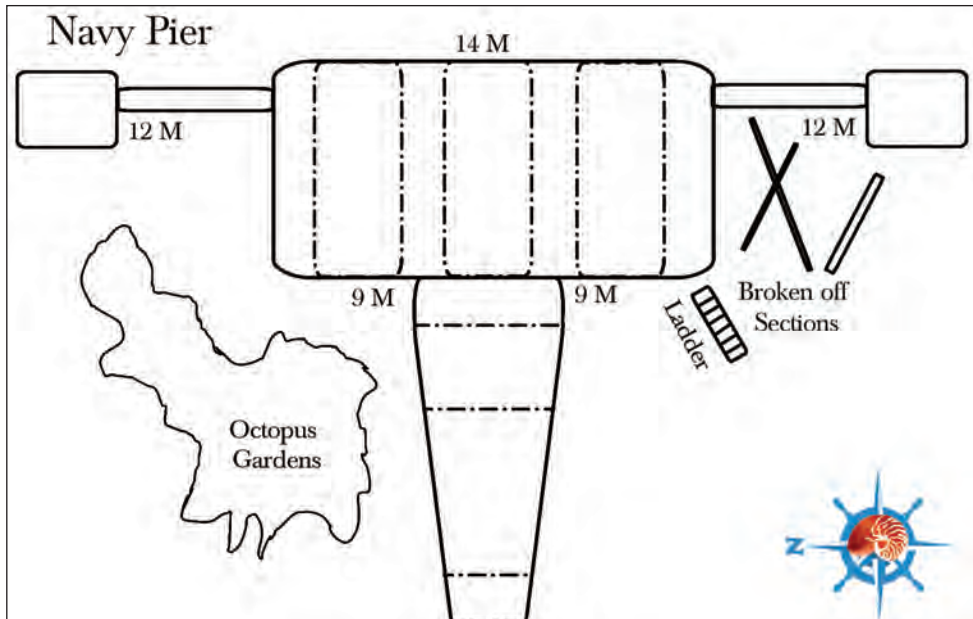 Navy Pier
14 M
12 M
12 M
9 M
9 M
Ladder
Broken off
Sections
Octopus
Gardens
N